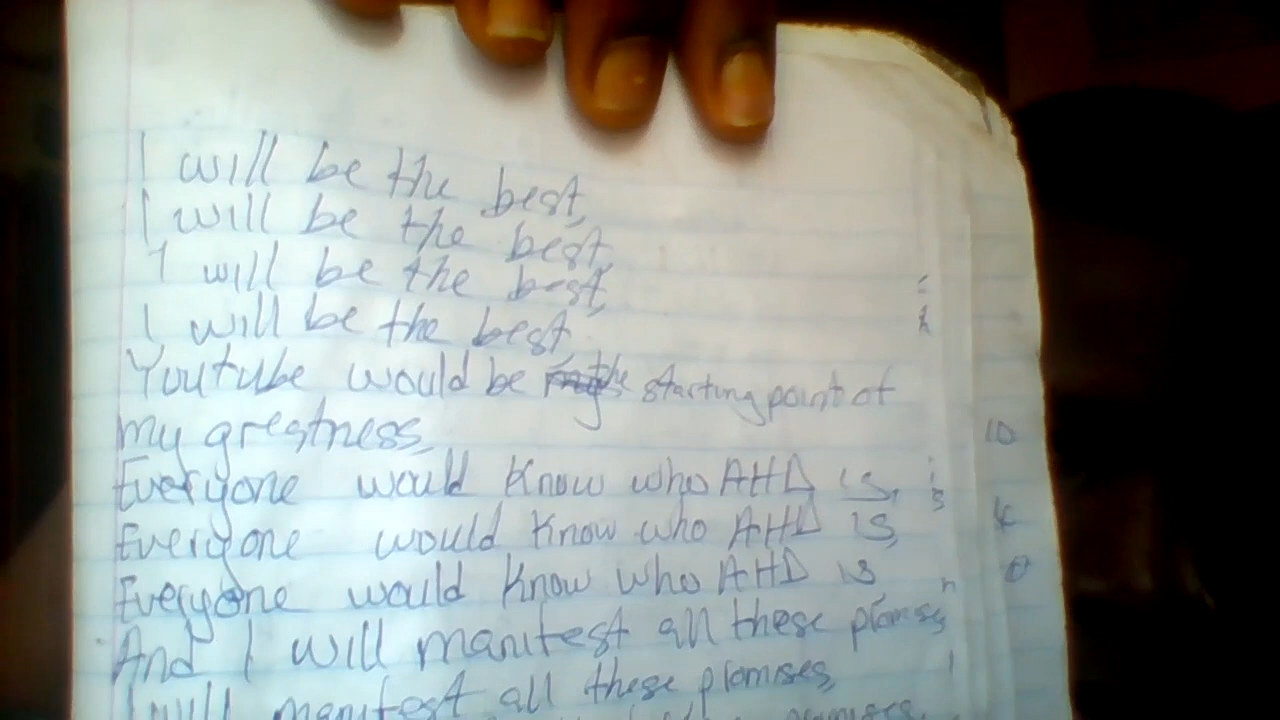 I will be the best,
I will be the best,
I will be the best,
I will be the best
Youtube would be the starting point of
my greatness,
Everyone would know who AHD is,
Everyone would know who AHD is,
Everyone would know who AHD is
And I will manifest all these promises,
I will manifest all these promises,
promises,